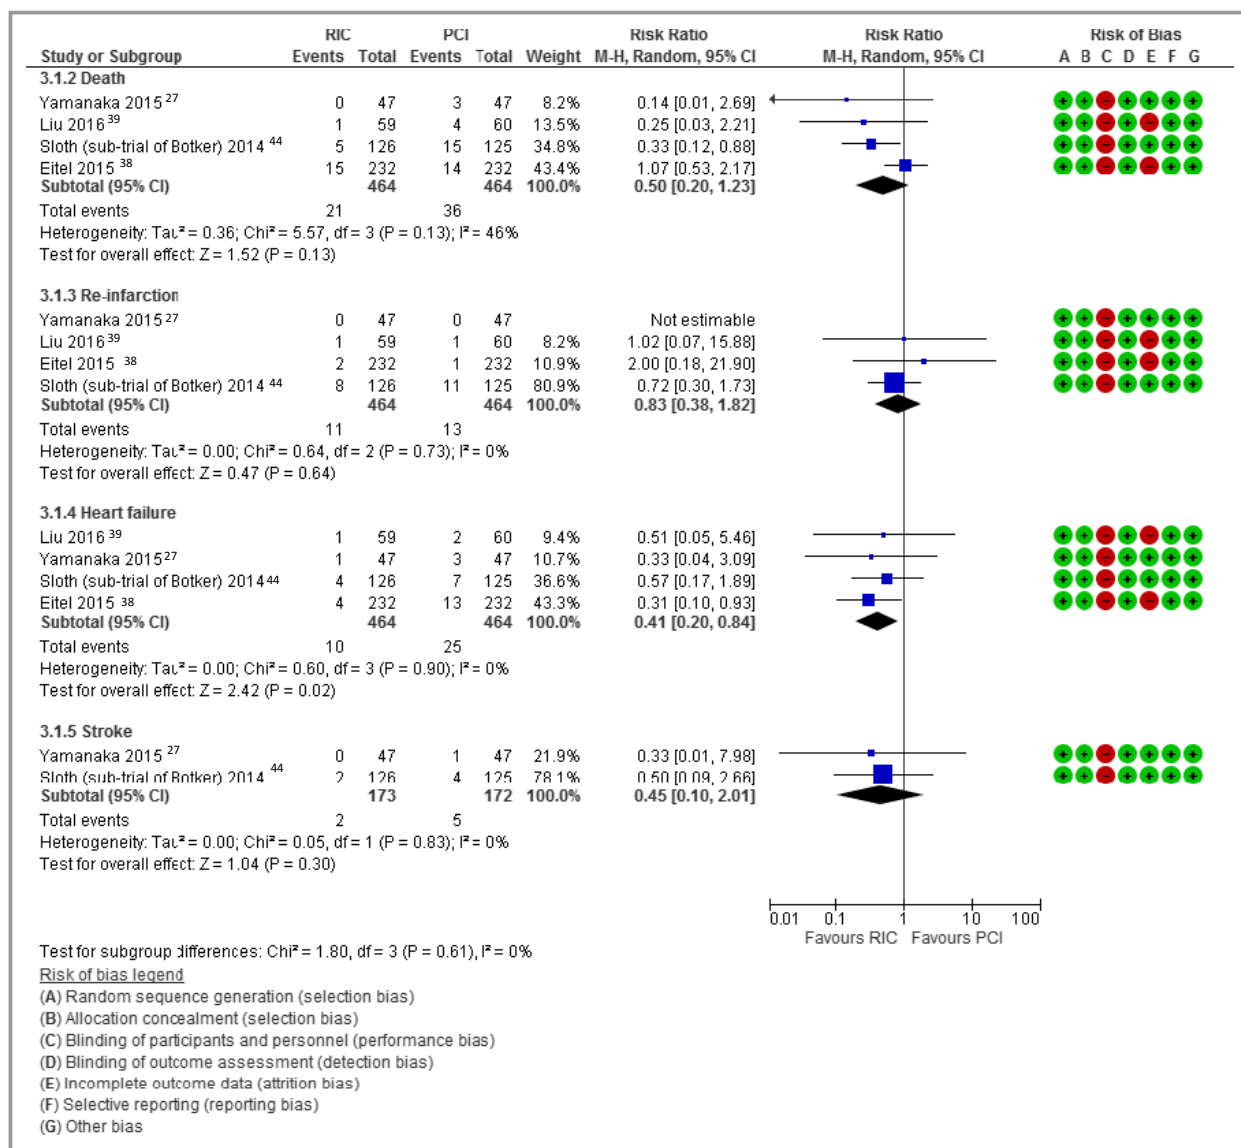 RIC PCI Risk Ratio Risk Ratio Risk of Bias
Study or Subgroup Events Total Events Total Weight M-H, Random, 95% CI M-H, Random, 95% CI A B C D E F G
3.1.2 Death
Yamanaka 2015 27 0 47 3 47 8.2% 0.14 [0.01, 2.69] + + - + + + +
Liu 2016 39 1 59 4 60 13.5% 0.25 [0.03, 2.21] + + - + - + +
Sloth (sub-trial of Botker) 2014 44 5 126 15 125 34.8% 0.33 [0.12, 0.88] + + - + + + +
Eitel 2015 38 15 232 14 232 43.4% 1.07 [0.53, 2.17] + + - + - + +
Subtotal (95% CI) 464 464 100.0% 0.50 [0.20, 1.23]
Total events 21 36
Heterogeneity: Tau² = 0.36; Chi² = 5.57, df = 3 (P = 0.13); I² = 46%
Test for overall effect: Z = 1.52 (P = 0.13)
3.1.3 Re-infarction
Yamanaka 2015 27 0 47 0 47 Not estimable + + - + + + +
Liu 2016 39 1 59 1 60 8.2% 1.02 [0.07, 15.88] + + - + - + +
Eitel 2015 38 2 232 1 232 10.9% 2.00 [0.18, 21.90] + + - + - + +
Sloth (sub-trial of Botker) 2014 44 8 126 11 125 80.9% 0.72 [0.30, 1.73] + + - + + + +
Subtotal (95% CI) 464 464 100.0% 0.83 [0.38, 1.82]
Total events 11 13
Heterogeneity: Tau² = 0.00; Chi² = 0.64, df = 2 (P = 0.73); I² = 0%
Test for overall effect: Z = 0.47 (P = 0.64)
3.1.4 Heart failure
Liu 2016 39 1 59 2 60 9.4% 0.51 [0.05, 5.46] + + - + - + +
Yamanaka 2015 27 1 47 3 47 10.7% 0.33 [0.04, 3.09] + + - + + + +
Sloth (sub-trial of Botker) 2014 44 4 126 7 125 36.6% 0.57 [0.17, 1.89] + + - + + + +
Eitel 2015 38 4 232 13 232 43.3% 0.31 [0.10, 0.93] + + - + - + +
Subtotal (95% CI) 464 464 100.0% 0.41 [0.20, 0.84]
Total events 10 25
Heterogeneity: Tau² = 0.00; Chi² = 0.60, df = 3 (P = 0.90); I² = 0%
Test for overall effect: Z = 2.42 (P = 0.02)
3.1.5 Stroke
Yamanaka 2015 27 0 47 1 47 21.9% 0.33 [0.01, 7.98] + + - + + + +
Sloth (sub-trial of Botker) 2014 44 2 126 4 125 78.1% 0.50 [0.09, 2.66] + + - + + + +
Subtotal (95% CI) 173 172 100.0% 0.45 [0.10, 2.01]
Total events 2 5
Heterogeneity: Tau² = 0.00; Chi² = 0.05, df = 1 (P = 0.83); I² = 0%
Test for overall effect: Z = 1.04 (P = 0.30)
0.01 0.1 1 10 100
Favours RIC Favours PCI
Test for subgroup differences: Chi² = 1.80, df = 3 (P = 0.61), I² = 0%
Risk of bias legend
(A) Random sequence generation (selection bias)
(B) Allocation concealment (selection bias)
(C) Blinding of participants and personnel (performance bias)
(D) Blinding of outcome assessment (detection bias)
(E) Incomplete outcome data (attrition bias)
(F) Selective reporting (reporting bias)
(G) Other bias